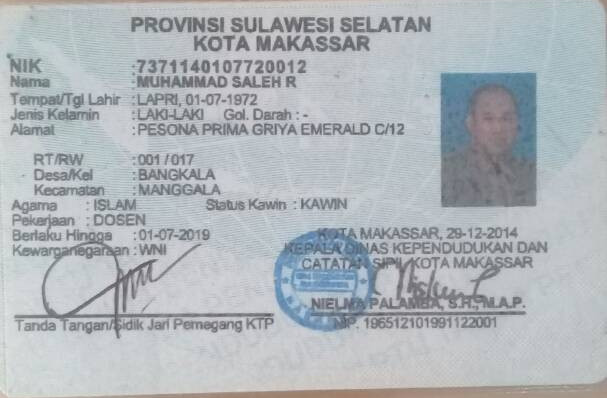 PROVINSI SULAWESI SELATAN
KOTA MAKASSAR
NIK : 7371140107720012
Nama : MUHAMMAD SALEH R
Tempat/Tgl Lahir : LAPRI, 01-07-1972
Jenis Kelamin : LAKI-LAKI Gol. Darah : -
Alamat : PESONA PRIMA GRIYA EMERALD C/12
RT/RW : 001 / 017
Desa/Kel : BANGKALA
Kecamatan : MANGGALA
Agama : ISLAM Status Kawin : KAWIN
Pekerjaan : DOSEN
Berlaku Hingga : 01-07-2019
Kewarganegaraan : WNI
KOTA MAKASSAR, 29-12-2014
KEPALA DINAS KEPENDUDUKAN DAN
CATATAN SIPIL KOTA MAKASSAR
NIELMA PALAMBA, S.H., M.A.P.
Tanda Tangan/Sidik Jari Pemegang KTP
NIP. 196512101991122001